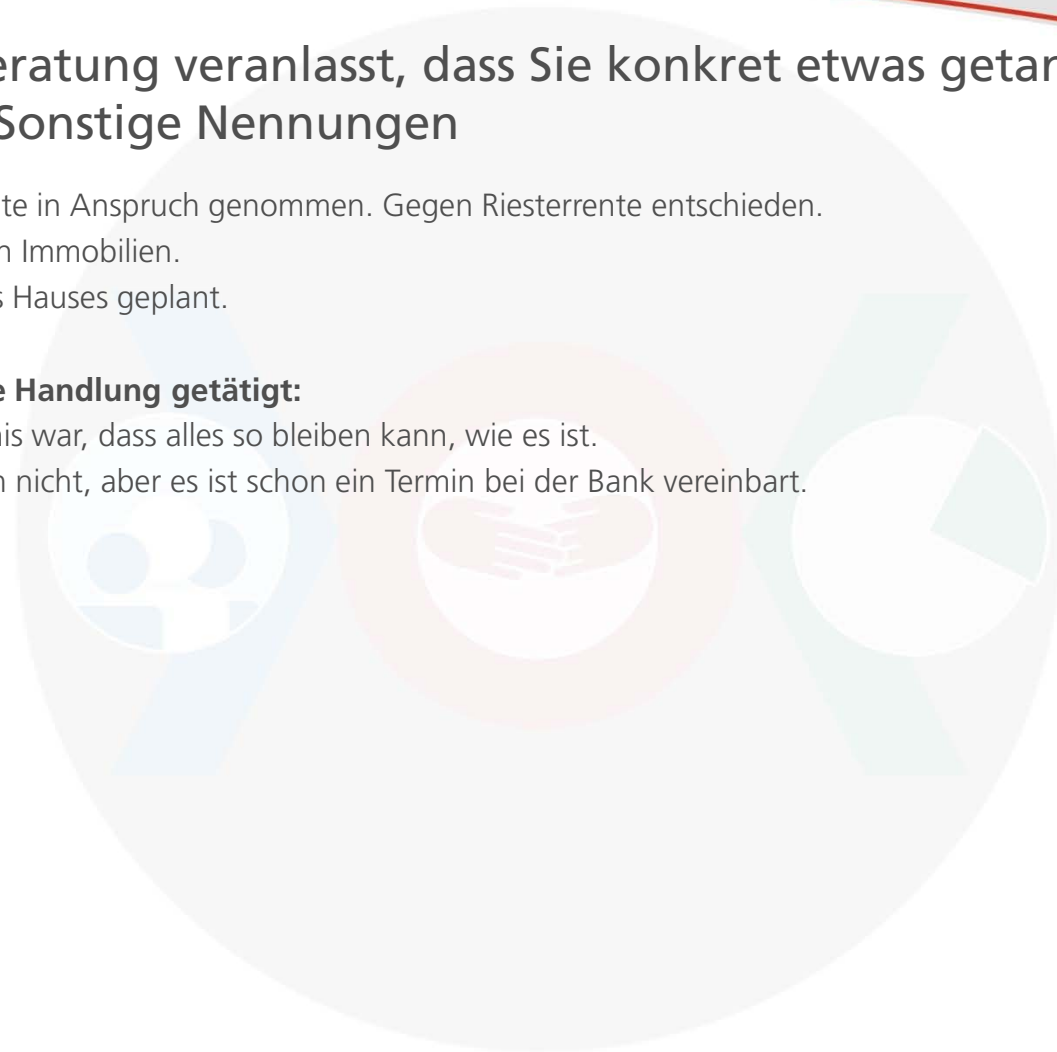 eratung veranlasst, dass Sie konkret etwas getan
Sonstige Nennungen
te in Anspruch genommen. Gegen Riesterrente entschieden.
n Immobilien.
s Hauses geplant.
e Handlung getätigt:
nis war, dass alles so bleiben kann, wie es ist.
h nicht, aber es ist schon ein Termin bei der Bank vereinbart.